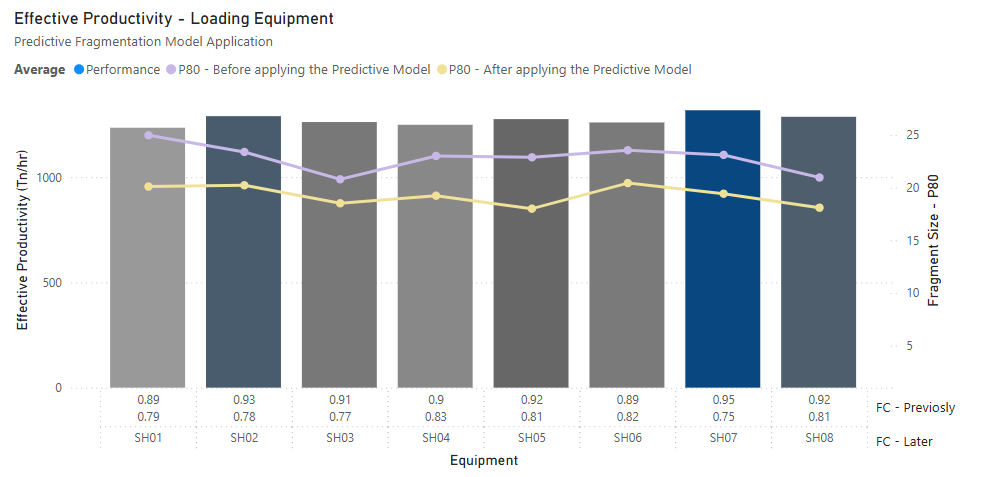 Effective Productivity - Loading Equipment
Predictive Fragmentation Model Application
Average Performance P80 - Before applying the Predictive Model P80 - After applying the Predictive Model
Effective Productivity (Tn/hr)
1000
500
0
25
20
15
10
5
Fragment Size - P80
0.89 0.93 0.91 0.9 0.92 0.89 0.95 0.92 FC - Previosly
0.79 0.78 0.77 0.83 0.81 0.82 0.75 0.81
SH01 SH02 SH03 SH04 SH05 SH06 SH07 SH08 FC - Later
Equipment